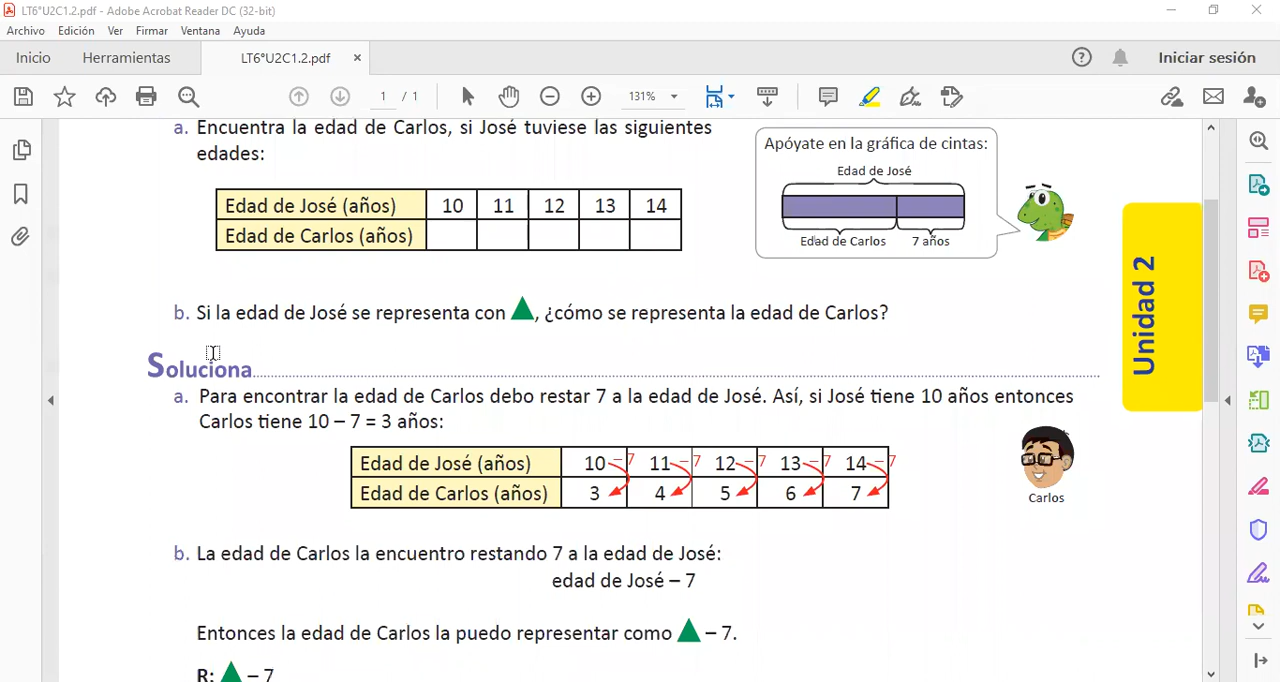 LT6°U2C1.2.pdf - Adobe Acrobat Reader DC (32-bit)
Archivo Edición Ver Firmar Ventana Ayuda
Inicio Herramientas LT6°U2C1.2.pdf × Iniciar sesión
1 / 1 131%
a. Encuentra la edad de Carlos, si José tuviese las siguientes
edades:
Edad de José (años) 10 11 12 13 14
Edad de Carlos (años)
Apóyate en la gráfica de cintas:
Edad de José
Edad de Carlos 7 años
Unidad 2
b. Si la edad de José se representa con ▲, ¿cómo se representa la edad de Carlos?
Soluciona
a. Para encontrar la edad de Carlos debo restar 7 a la edad de José. Así, si José tiene 10 años entonces
Carlos tiene 10 – 7 = 3 años:
Edad de José (años) 10 – 7 11 – 7 12 – 7 13 – 7 14 – 7
Edad de Carlos (años) 3 4 5 6 7
Carlos
b. La edad de Carlos la encuentro restando 7 a la edad de José:
edad de José – 7
Entonces la edad de Carlos la puedo representar como ▲ – 7.
R: ▲ – 7